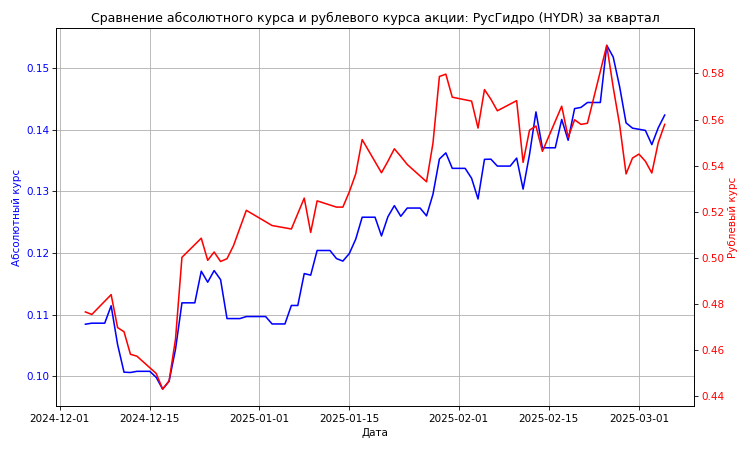 Сравнение абсолютного курса и рублевого курса акции: РусГидро (HYDR) за квартал
Абсолютный курс
0.15
0.14
0.13
0.12
0.11
0.10
0.58
0.56
0.54
0.52
0.50
0.48
0.46
0.44
Рублевый курс
2024-12-01 2024-12-15 2025-01-01 2025-01-15 2025-02-01 2025-02-15 2025-03-01
Дата